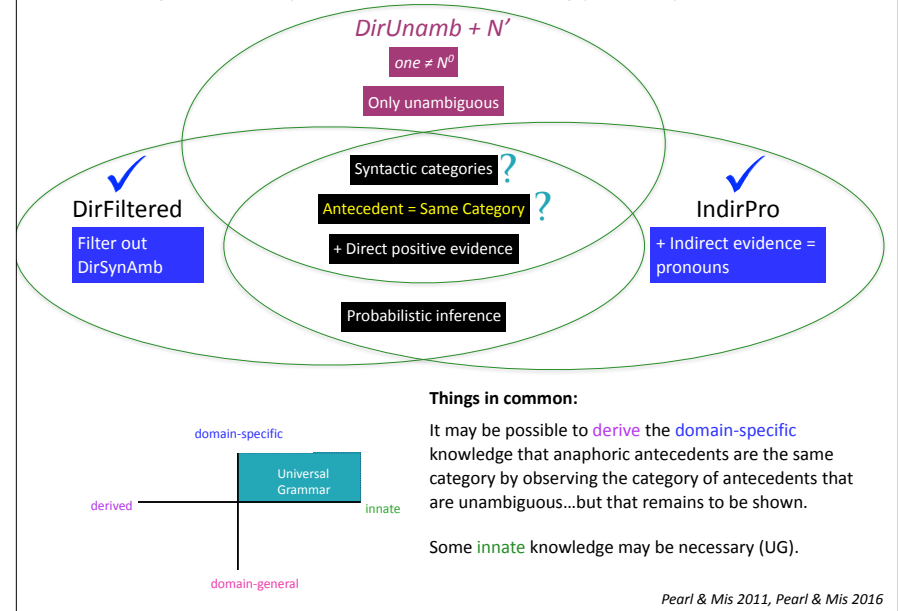 DirUnamb + N’
one ≠ N⁰
Only unambiguous
Syntactic categories ?
Antecedent = Same Category ?
+ Direct positive evidence
Probabilistic inference
DirFiltered
Filter out
DirSynAmb
IndirPro
+ Indirect evidence =
pronouns
domain-specific
Universal
Grammar
derived
innate
domain-general
Things in common:
It may be possible to derive the domain-specific
knowledge that anaphoric antecedents are the same
category by observing the category of antecedents that
are unambiguous…but that remains to be shown.
Some innate knowledge may be necessary (UG).
Pearl & Mis 2011, Pearl & Mis 2016